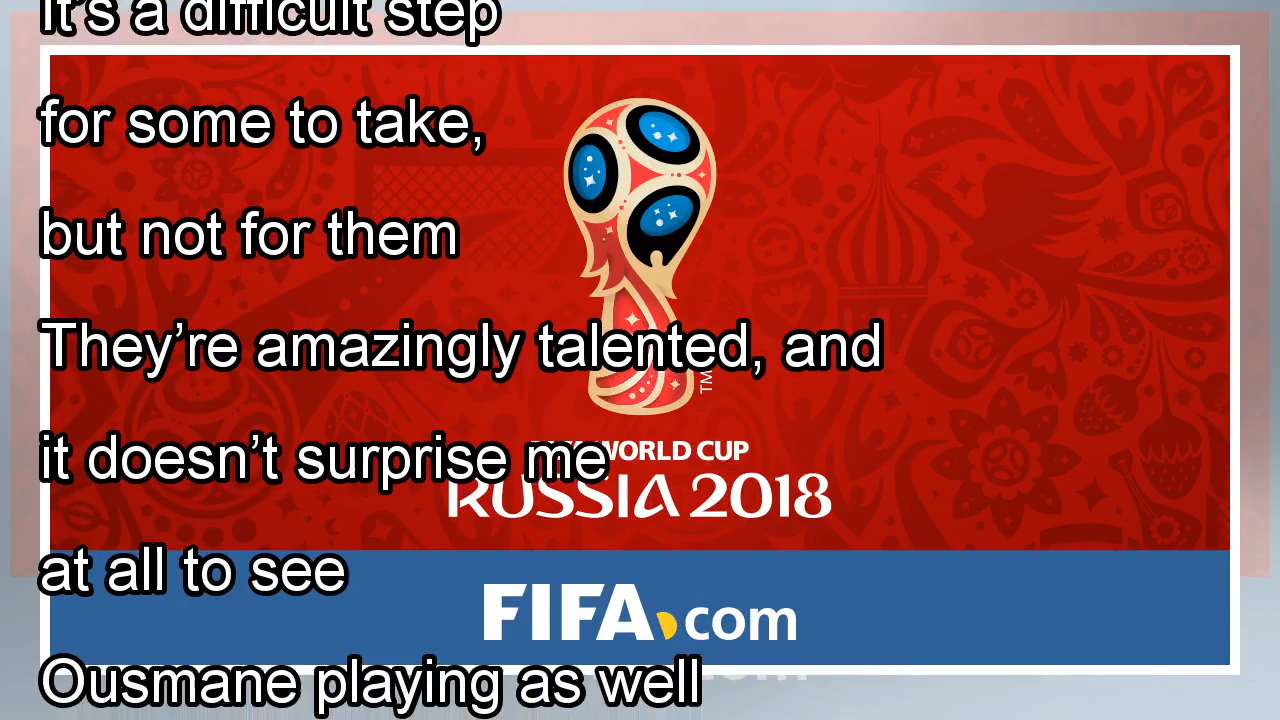 It's a difficult step
for some to take,
but not for them
They're amazingly talented, and
TM
WORLD CUP
it doesn't surprise me
RUSSIA 2018
at all to see
FIFA.com
Ousmane playing as well